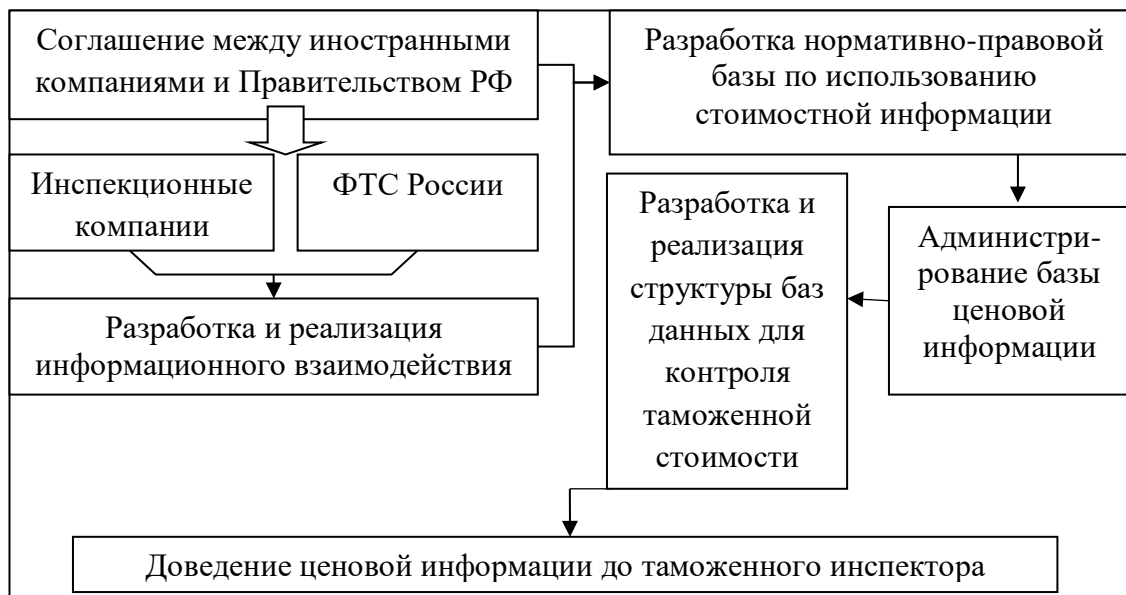 Соглашение между иностранными
компаниями и Правительством РФ
Разработка нормативно-правовой
базы по использованию
стоимостной информации
Инспекционные
компании
ФТС России
Разработка и
реализация
структуры баз
данных для
контроля
таможенной
стоимости
Администри-
рование базы
ценовой
информации
Разработка и реализация
информационного взаимодействия
Доведение ценовой информации до таможенного инспектора